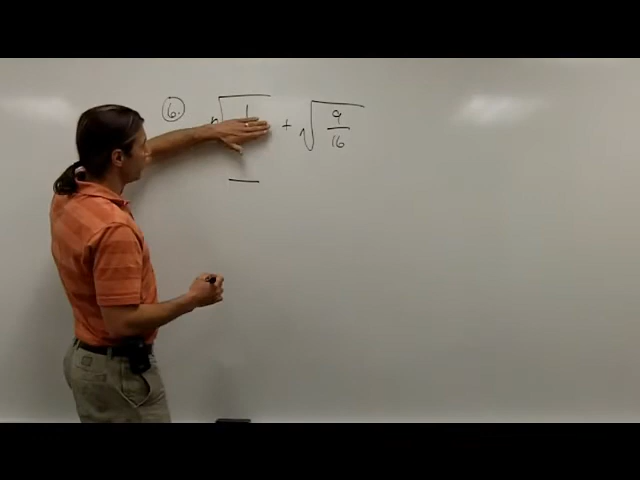 6. √1 + √9/16
—